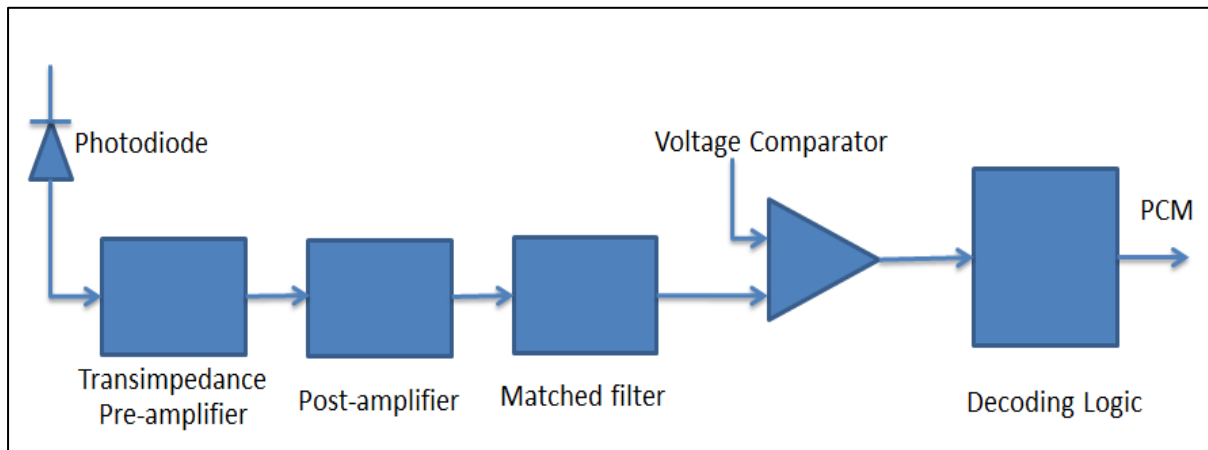 Photodiode
Voltage Comparator
PCM
Transimpedance
Pre-amplifier
Post-amplifier
Matched filter
Decoding Logic